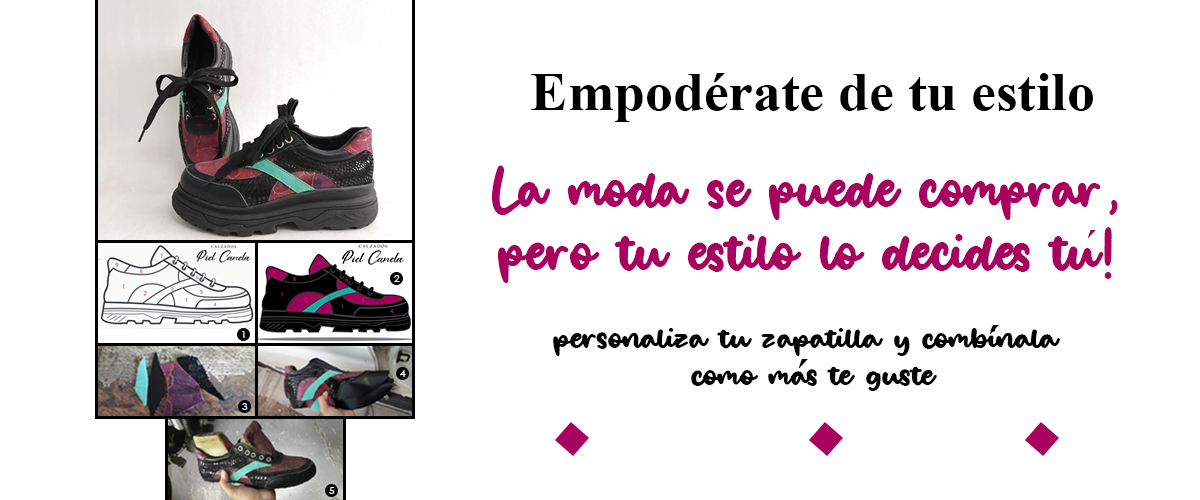 Empodérate de tu estilo
La moda se puede comprar,
pero tu estilo lo decides tú!
personaliza tu zapatilla y combínala
como más te guste
CALZADOS
Piel Canela
1
CALZADOS
Piel Canela
2
3
4
5